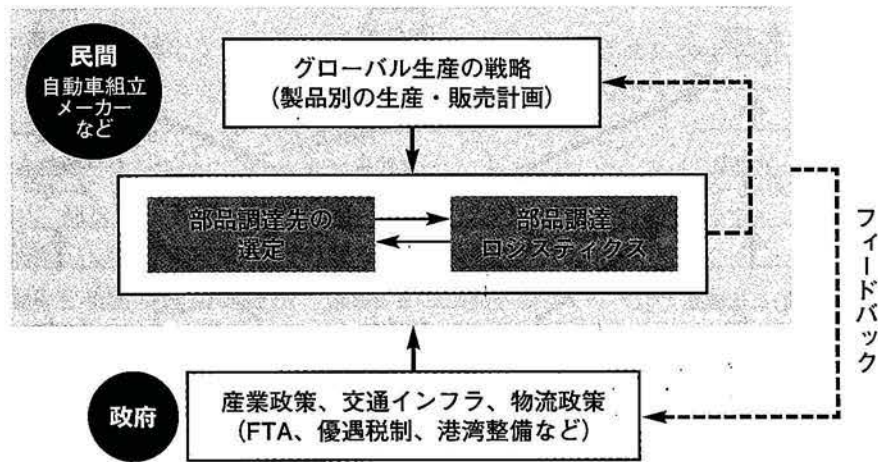 民間
自動車組立
メーカー
など
グローバル生産の戦略
(製品別の生産・販売計画)
部品調達先の
選定
部品調達
ロジスティクス
フィードバック
政府
産業政策、交通インフラ、物流政策
(FTA、優遇税制、港湾整備など)